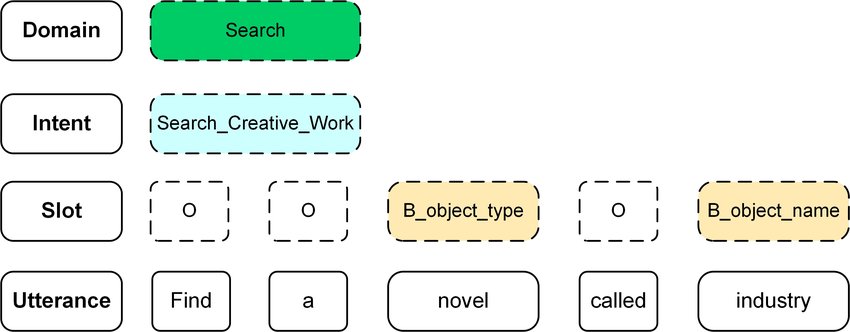 Domain Search
Intent Search_Creative_Work
Slot O O B_object_type O B_object_name
Utterance Find a novel called industry